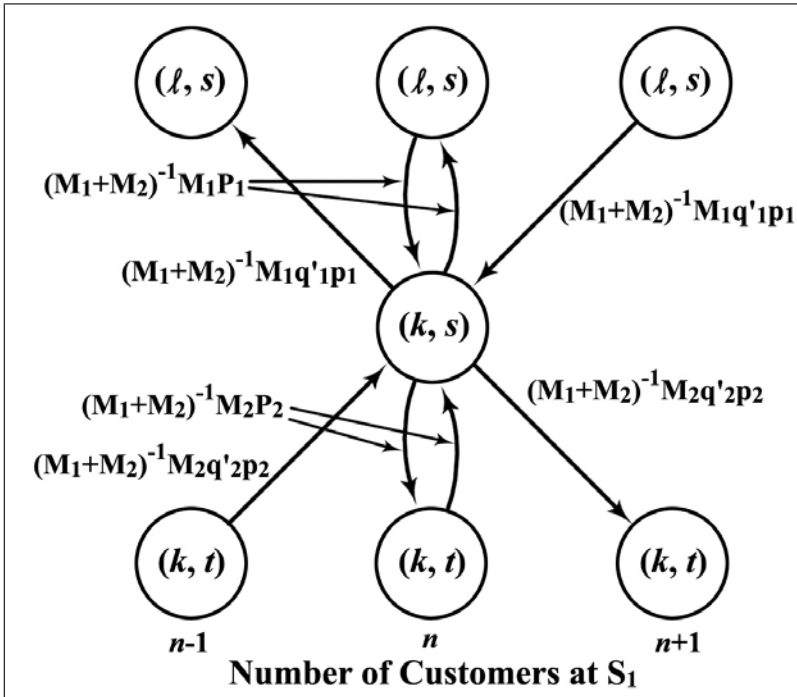 (ℓ, s) (ℓ, s) (ℓ, s)
(M₁+M₂)⁻¹M₁P₁
(M₁+M₂)⁻¹M₁q'₁p₁
(M₁+M₂)⁻¹M₁q'₁p₁
(k, s)
(M₁+M₂)⁻¹M₂P₂
(M₁+M₂)⁻¹M₂q'₂p₂
(M₁+M₂)⁻¹M₂q'₂p₂
(k, t) (k, t) (k, t)
n-1 n n+1
Number of Customers at S₁